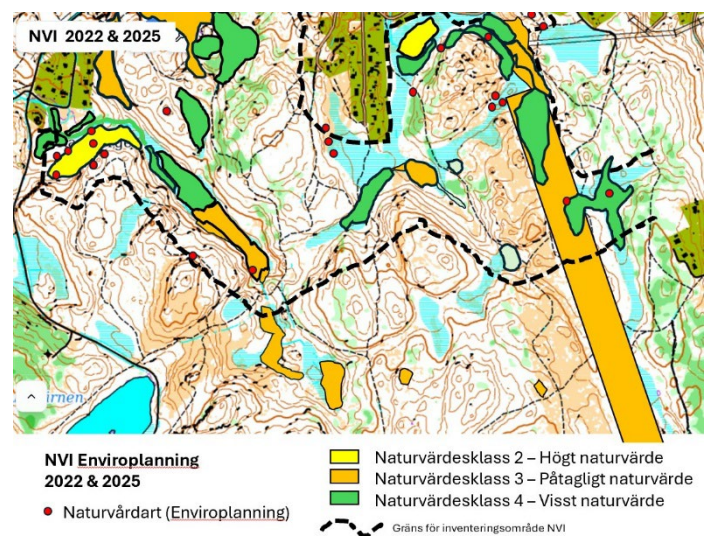 NVI 2022 & 2025
irnen
NVI Enviroplanning
2022 & 2025
Naturvårdart (Enviroplanning)
Naturvärdesklass 2 – Högt naturvärde
Naturvärdesklass 3 – Påtagligt naturvärde
Naturvärdesklass 4 – Visst naturvärde
Gräns för inventeringsområde NVI